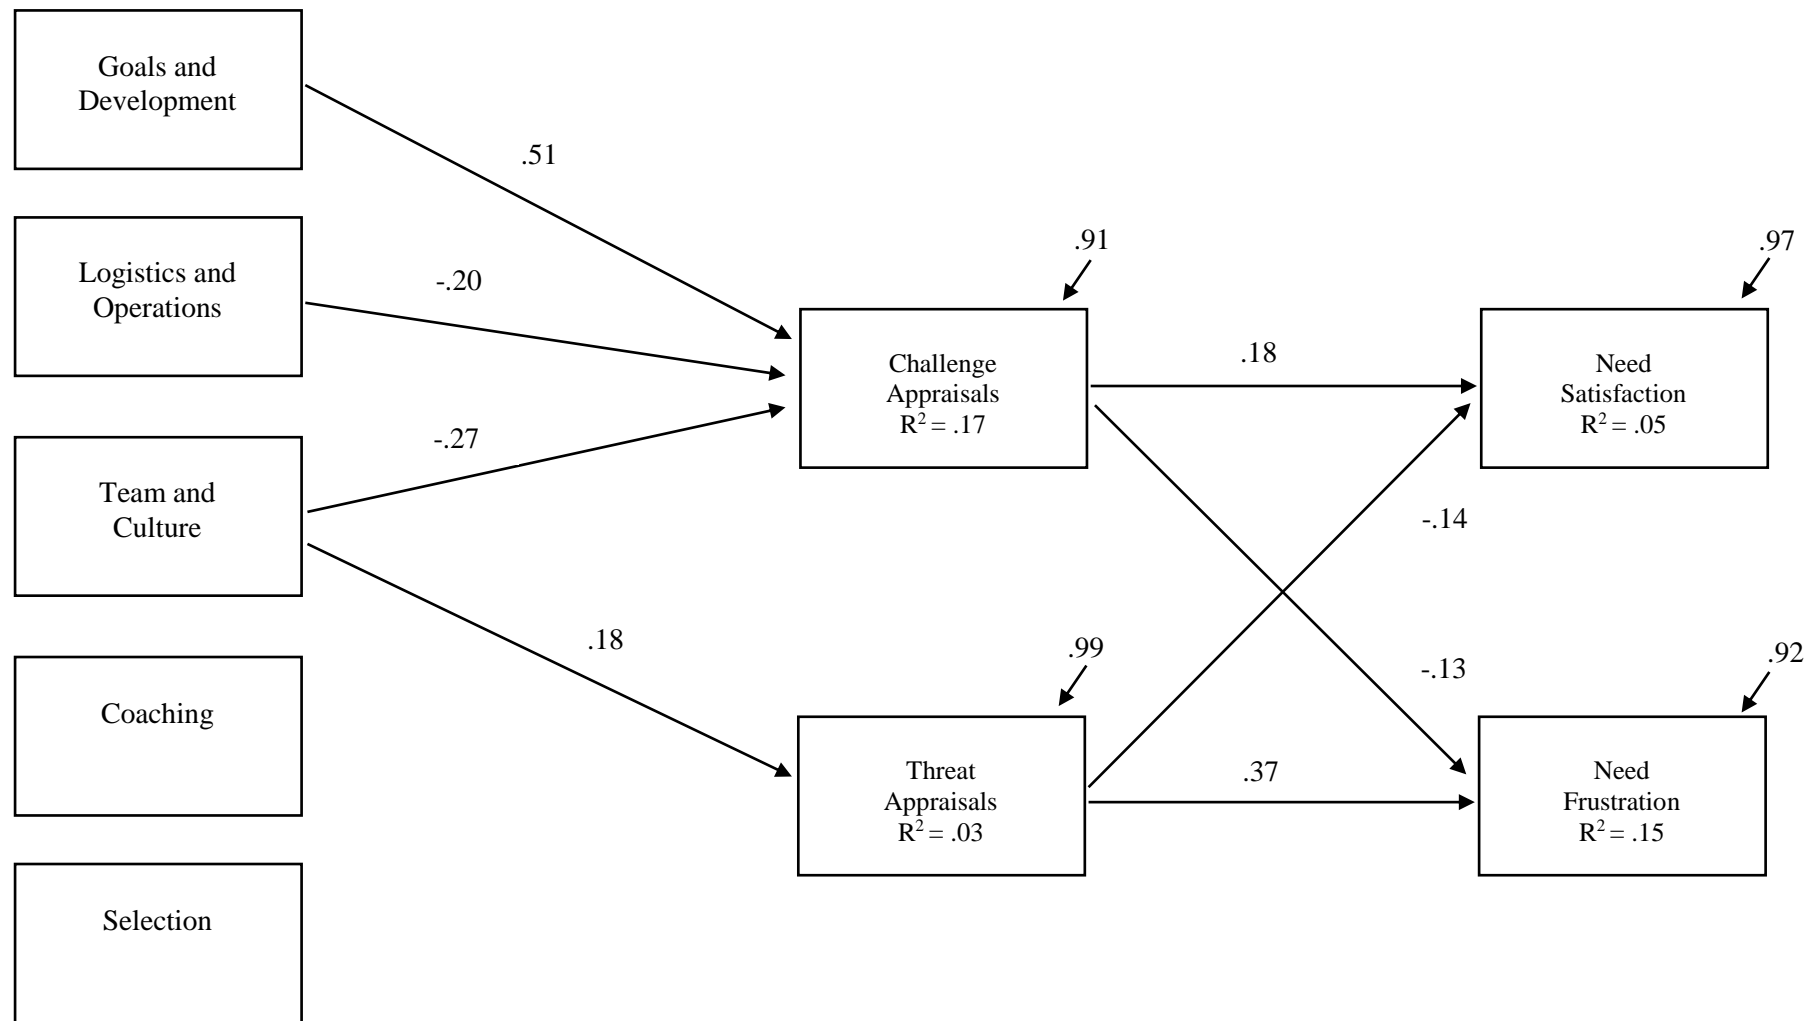 Goals and
Development
.51
Logistics and
Operations
-.20
.91
.97
Challenge
Appraisals
R² = .17
.18
Need
Satisfaction
R² = .05
-.27
Team and
Culture
-.14
.18
.99
-.13
.92
Coaching
Threat
Appraisals
R² = .03
.37
Need
Frustration
R² = .15
Selection